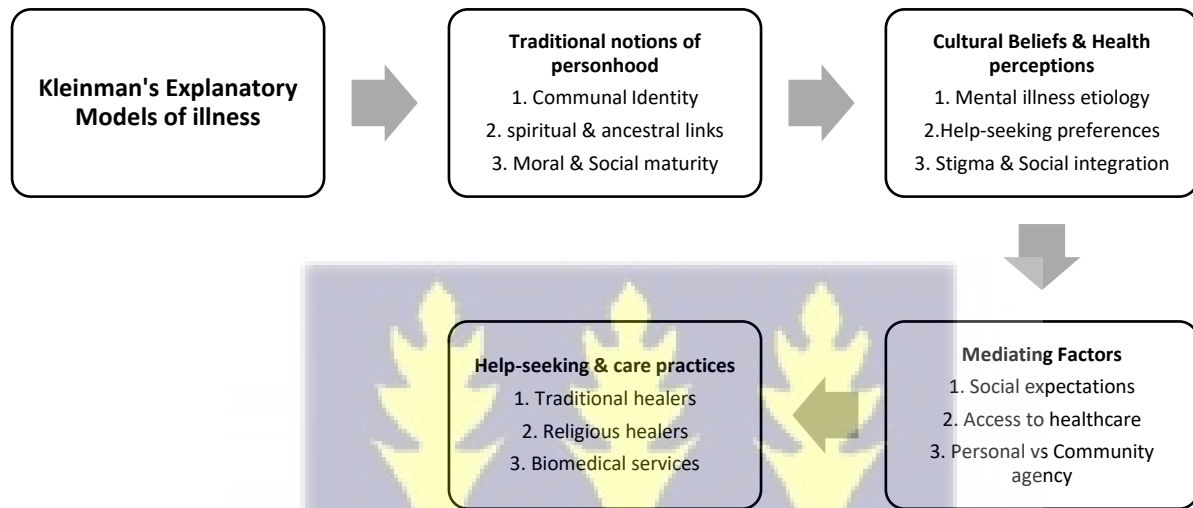 Kleinman's Explanatory
Models of illness
Traditional notions of
personhood
1. Communal Identity
2. spiritual & ancestral links
3. Moral & Social maturity
Cultural Beliefs & Health
perceptions
1. Mental illness etiology
2.Help-seeking preferences
3. Stigma & Social integration
Mediating Factors
1. Social expectations
2. Access to healthcare
3. Personal vs Community
agency
Help-seeking & care practices
1. Traditional healers
2. Religious healers
3. Biomedical services